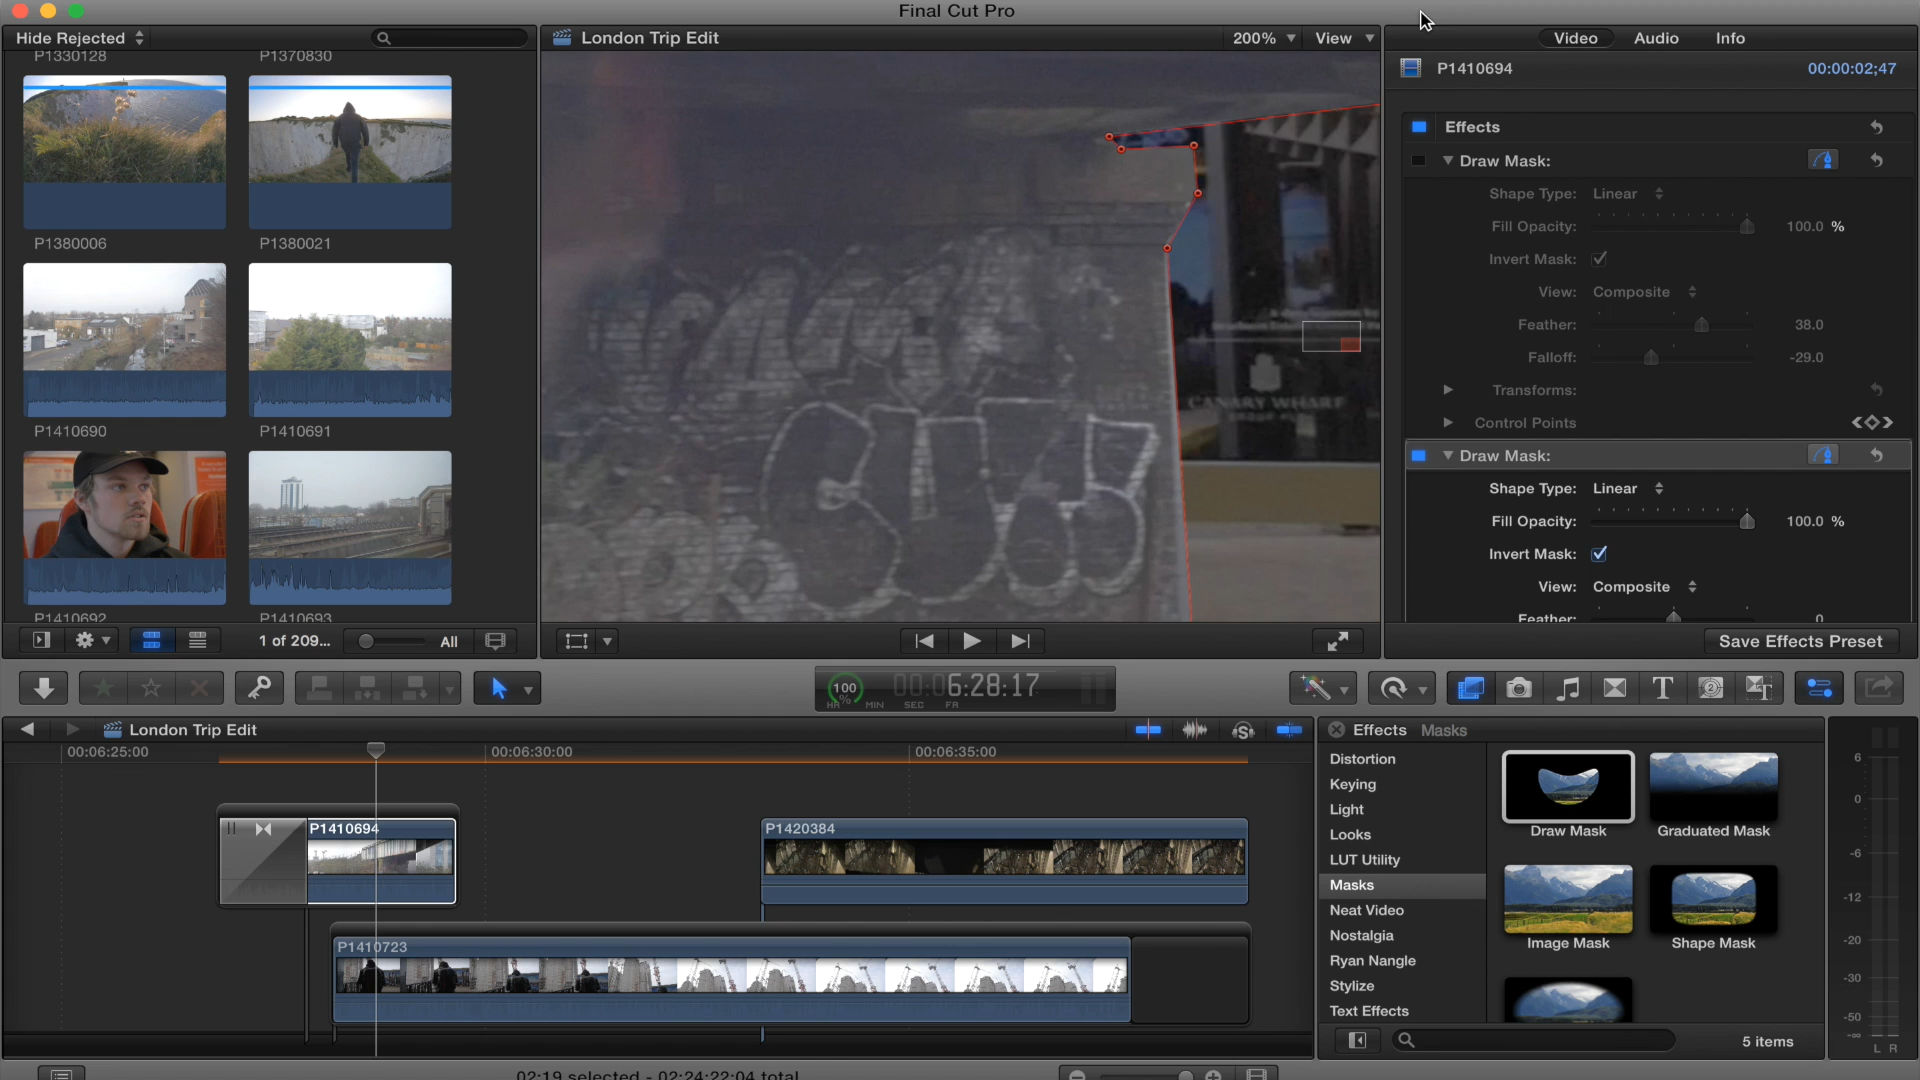 Final Cut Pro
Hide Rejected
P1330128
P1370830
P1380006
P1380021
P1410690
P1410691
P1410692
P1410693
1 of 209...
All
London Trip Edit
200%
View
CANARY WHARF
Video
Audio
Info
P1410694
00:00:02;47
Effects
Draw Mask:
Shape Type: Linear
Fill Opacity: 100.0 %
Invert Mask:
View: Composite
Feather: 38.0
Falloff: -29.0
Transforms:
Control Points
Draw Mask:
Shape Type: Linear
Fill Opacity: 100.0 %
Invert Mask:
View: Composite
Feather: 0
Save Effects Preset
100
%
00:06:28:17
HR MIN SEC FR
London Trip Edit
00:06:25:00
00:06:30:00
00:06:35:00
P1410694
P1420384
P1410723
Effects
Masks
Distortion
Keying
Light
Looks
LUT Utility
Masks
Neat Video
Nostalgia
Ryan Nangle
Stylize
Text Effects
Draw Mask
Graduated Mask
Image Mask
Shape Mask
5 items
6
0
-6
-12
-20
-30
-50
-∞
L R
02:19 selected - 02:24:22:04 total